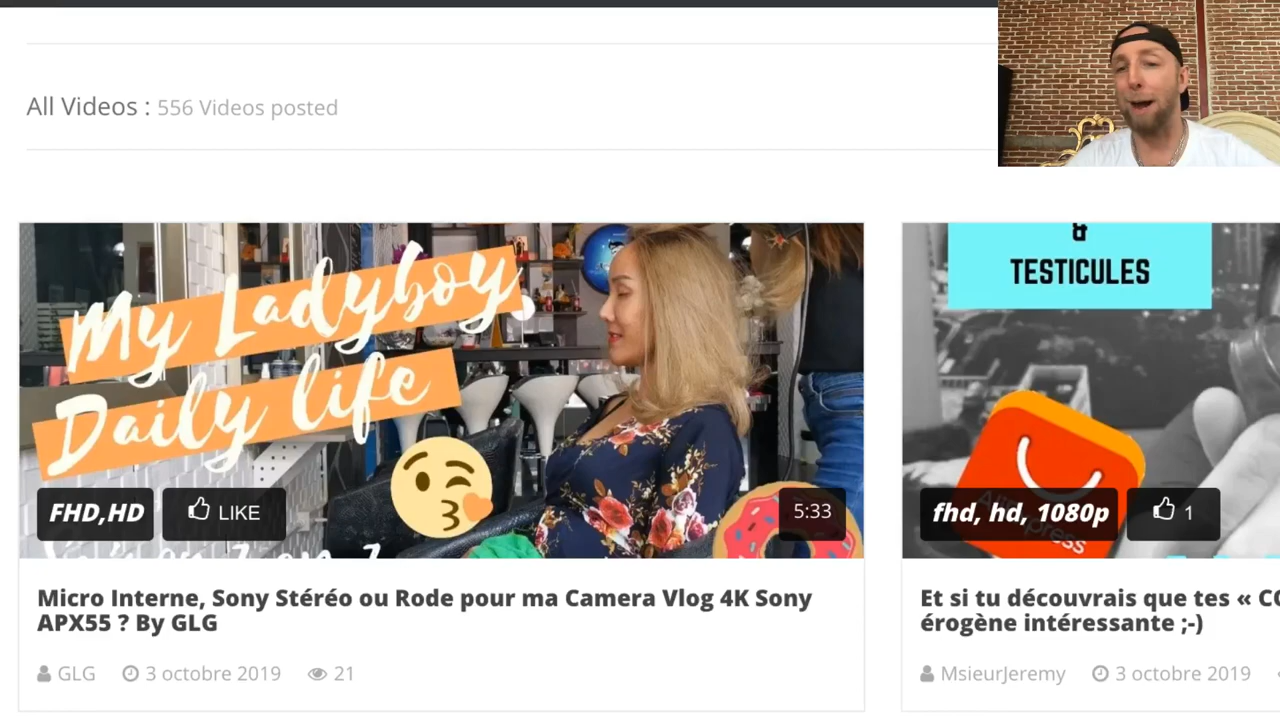 All Videos : 556 Videos posted
My Ladyboy,
Daily life
FHD,HD
LIKE
5:33
Micro Interne, Sony Stéréo ou Rode pour ma Camera Vlog 4K Sony
APX55 ? By GLG
GLG 3 octobre 2019 21
&
TESTICULES
fhd, hd, 1080p
1
Et si tu découvrais que tes «
érogène intéressante ;-)
MsieurJeremy 3 octobre 2019